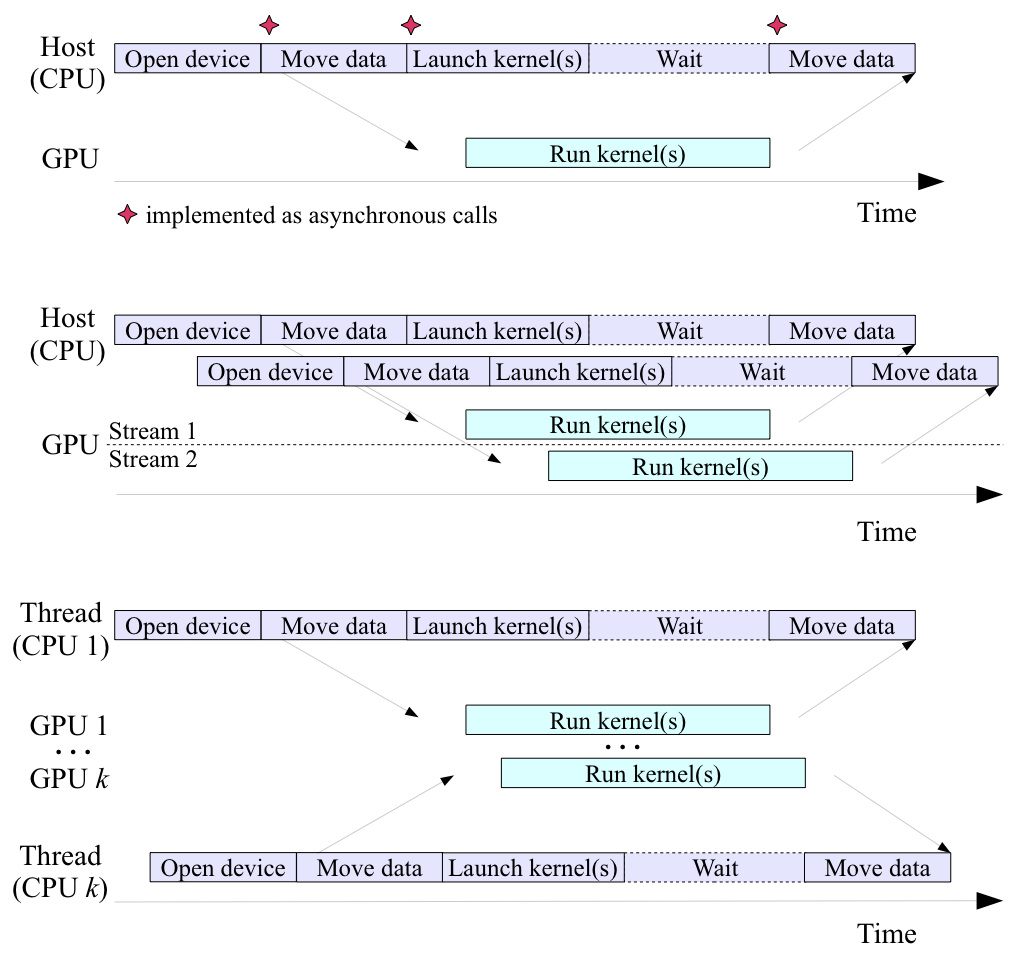 Host
(CPU)
Open device Move data Launch kernel(s) Wait Move data
GPU
Run kernel(s)
implemented as asynchronous calls
Time
Host
(CPU)
Open device Move data Launch kernel(s) Wait Move data
Open device Move data Launch kernel(s) Wait Move data
GPU
Stream 1
Run kernel(s)
Stream 2
Run kernel(s)
Time
Thread
(CPU 1)
Open device Move data Launch kernel(s) Wait Move data
GPU 1
Run kernel(s)
... ...
GPU k
Run kernel(s)
Thread
(CPU k)
Open device Move data Launch kernel(s) Wait Move data
Time